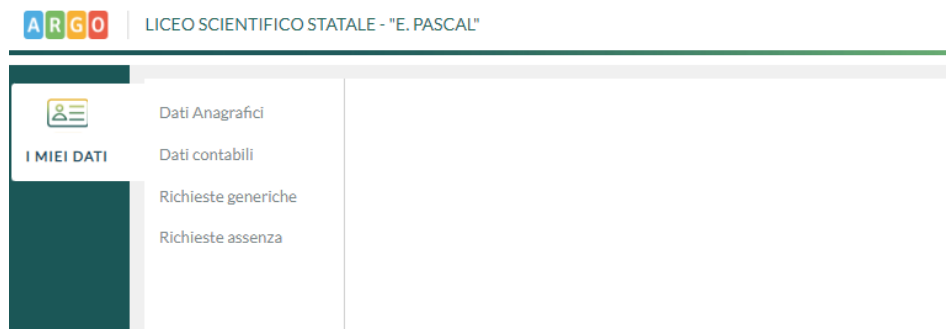 ARGO LICEO SCIENTIFICO STATALE - "E. PASCAL"
I MIEI DATI
Dati Anagrafici
Dati contabili
Richieste generiche
Richieste assenza